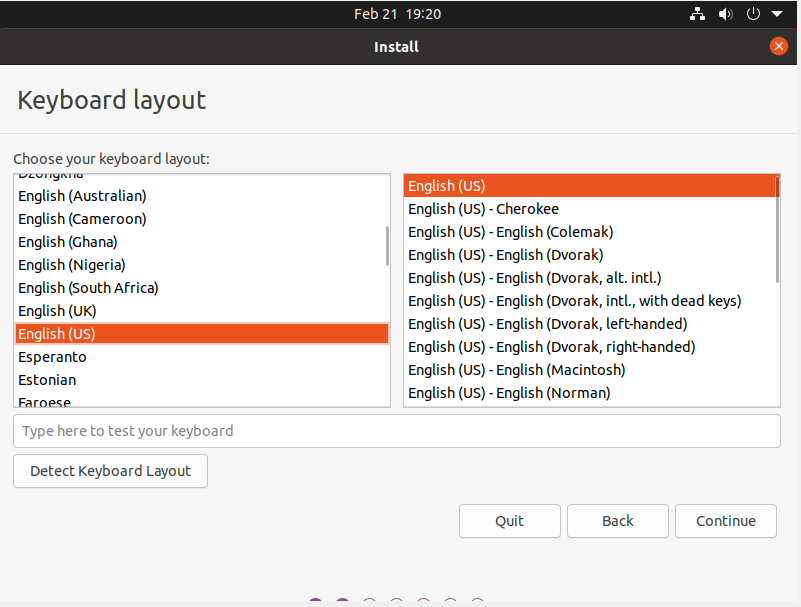 Feb 21 19:20
Install
Keyboard layout
Choose your keyboard layout:
Dzongkha
English (Australian)
English (Cameroon)
English (Ghana)
English (Nigeria)
English (South Africa)
English (UK)
English (US)
Esperanto
Estonian
Faroese
English (US)
English (US) - Cherokee
English (US) - English (Colemak)
English (US) - English (Dvorak)
English (US) - English (Dvorak, alt. intl.)
English (US) - English (Dvorak, intl., with dead keys)
English (US) - English (Dvorak, left-handed)
English (US) - English (Dvorak, right-handed)
English (US) - English (Macintosh)
English (US) - English (Norman)
Type here to test your keyboard
Detect Keyboard Layout
Quit
Back
Continue